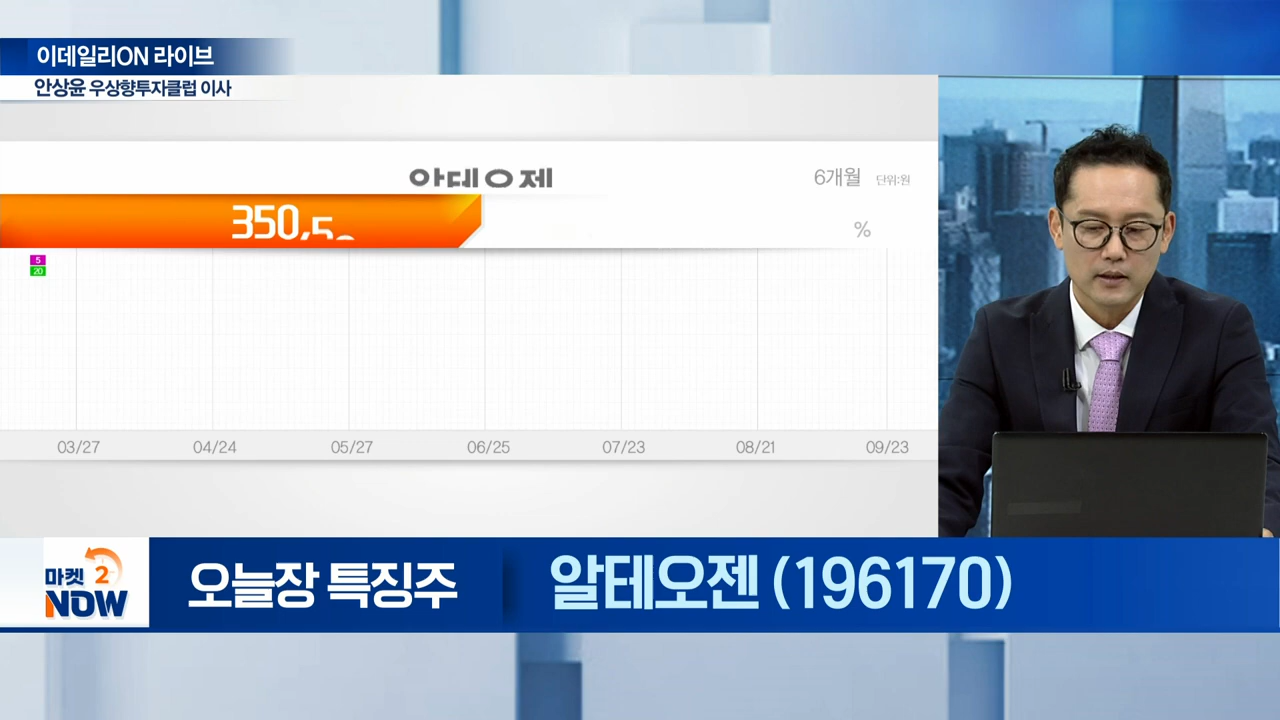 이데일리ON 라이브
안상윤 우상향투자클럽 이사
6개월 단위:원
%
5
20
03/27 04/24 05/27 06/25 07/23 08/21 09/23
마켓 2
NOW
오늘장 특징주 알테오젠 (196170)